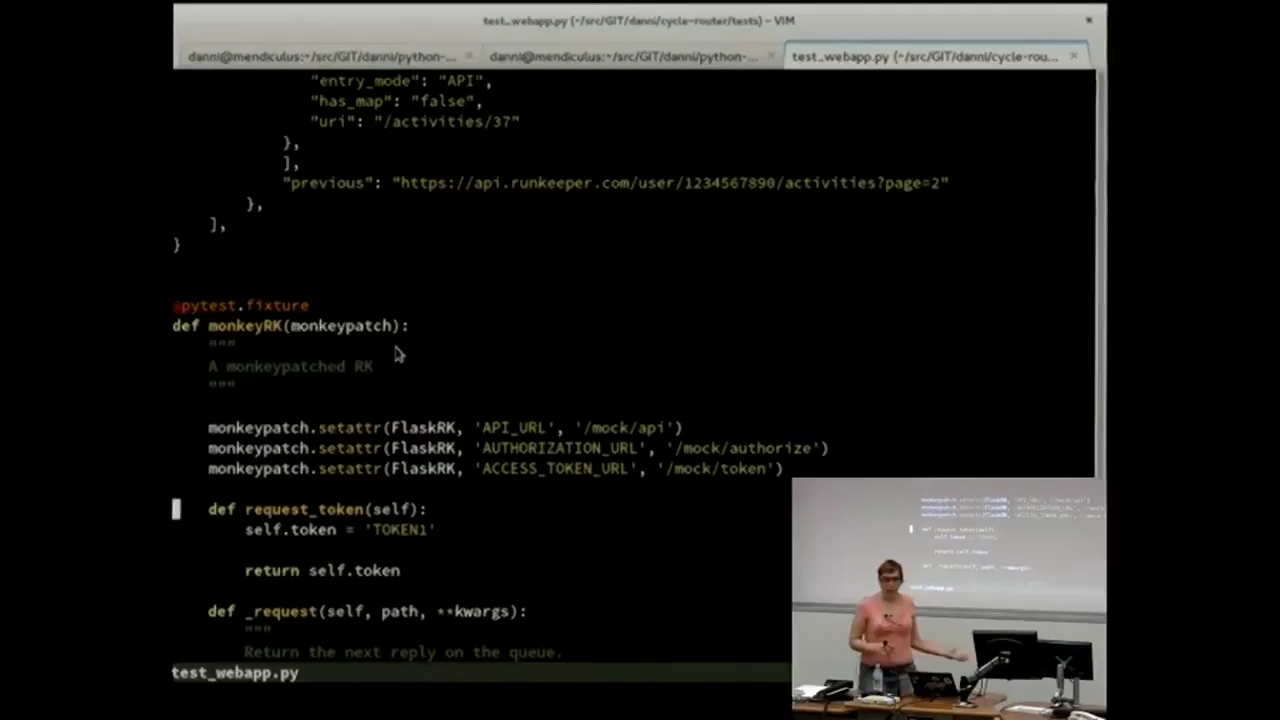 test_webapp.py (~/src/GIT/danni/cycle-router/tests) - VIM
danni@mendiculus:~/src/GIT/danni/python-... danni@mendiculus:~/src/GIT/danni/python-... test_webapp.py (~/src/GIT/danni/cycle-rou...
"entry_mode": "API",
"has_map": "false",
"uri": "/activities/37"
},
],
"previous": "https://api.runkeeper.com/user/1234567890/activities?page=2"
},
],
}
@pytest.fixture
def monkeyRK(monkeypatch):
"""
A monkeypatched RK
"""
monkeypatch.setattr(FlaskRK, 'API_URL', '/mock/api')
monkeypatch.setattr(FlaskRK, 'AUTHORIZATION_URL', '/mock/authorize')
monkeypatch.setattr(FlaskRK, 'ACCESS_TOKEN_URL', '/mock/token')
def request_token(self):
self.token = 'TOKEN1'
return self.token
def _request(self, path, **kwargs):
"""
Return the next reply on the queue.
test_webapp.py